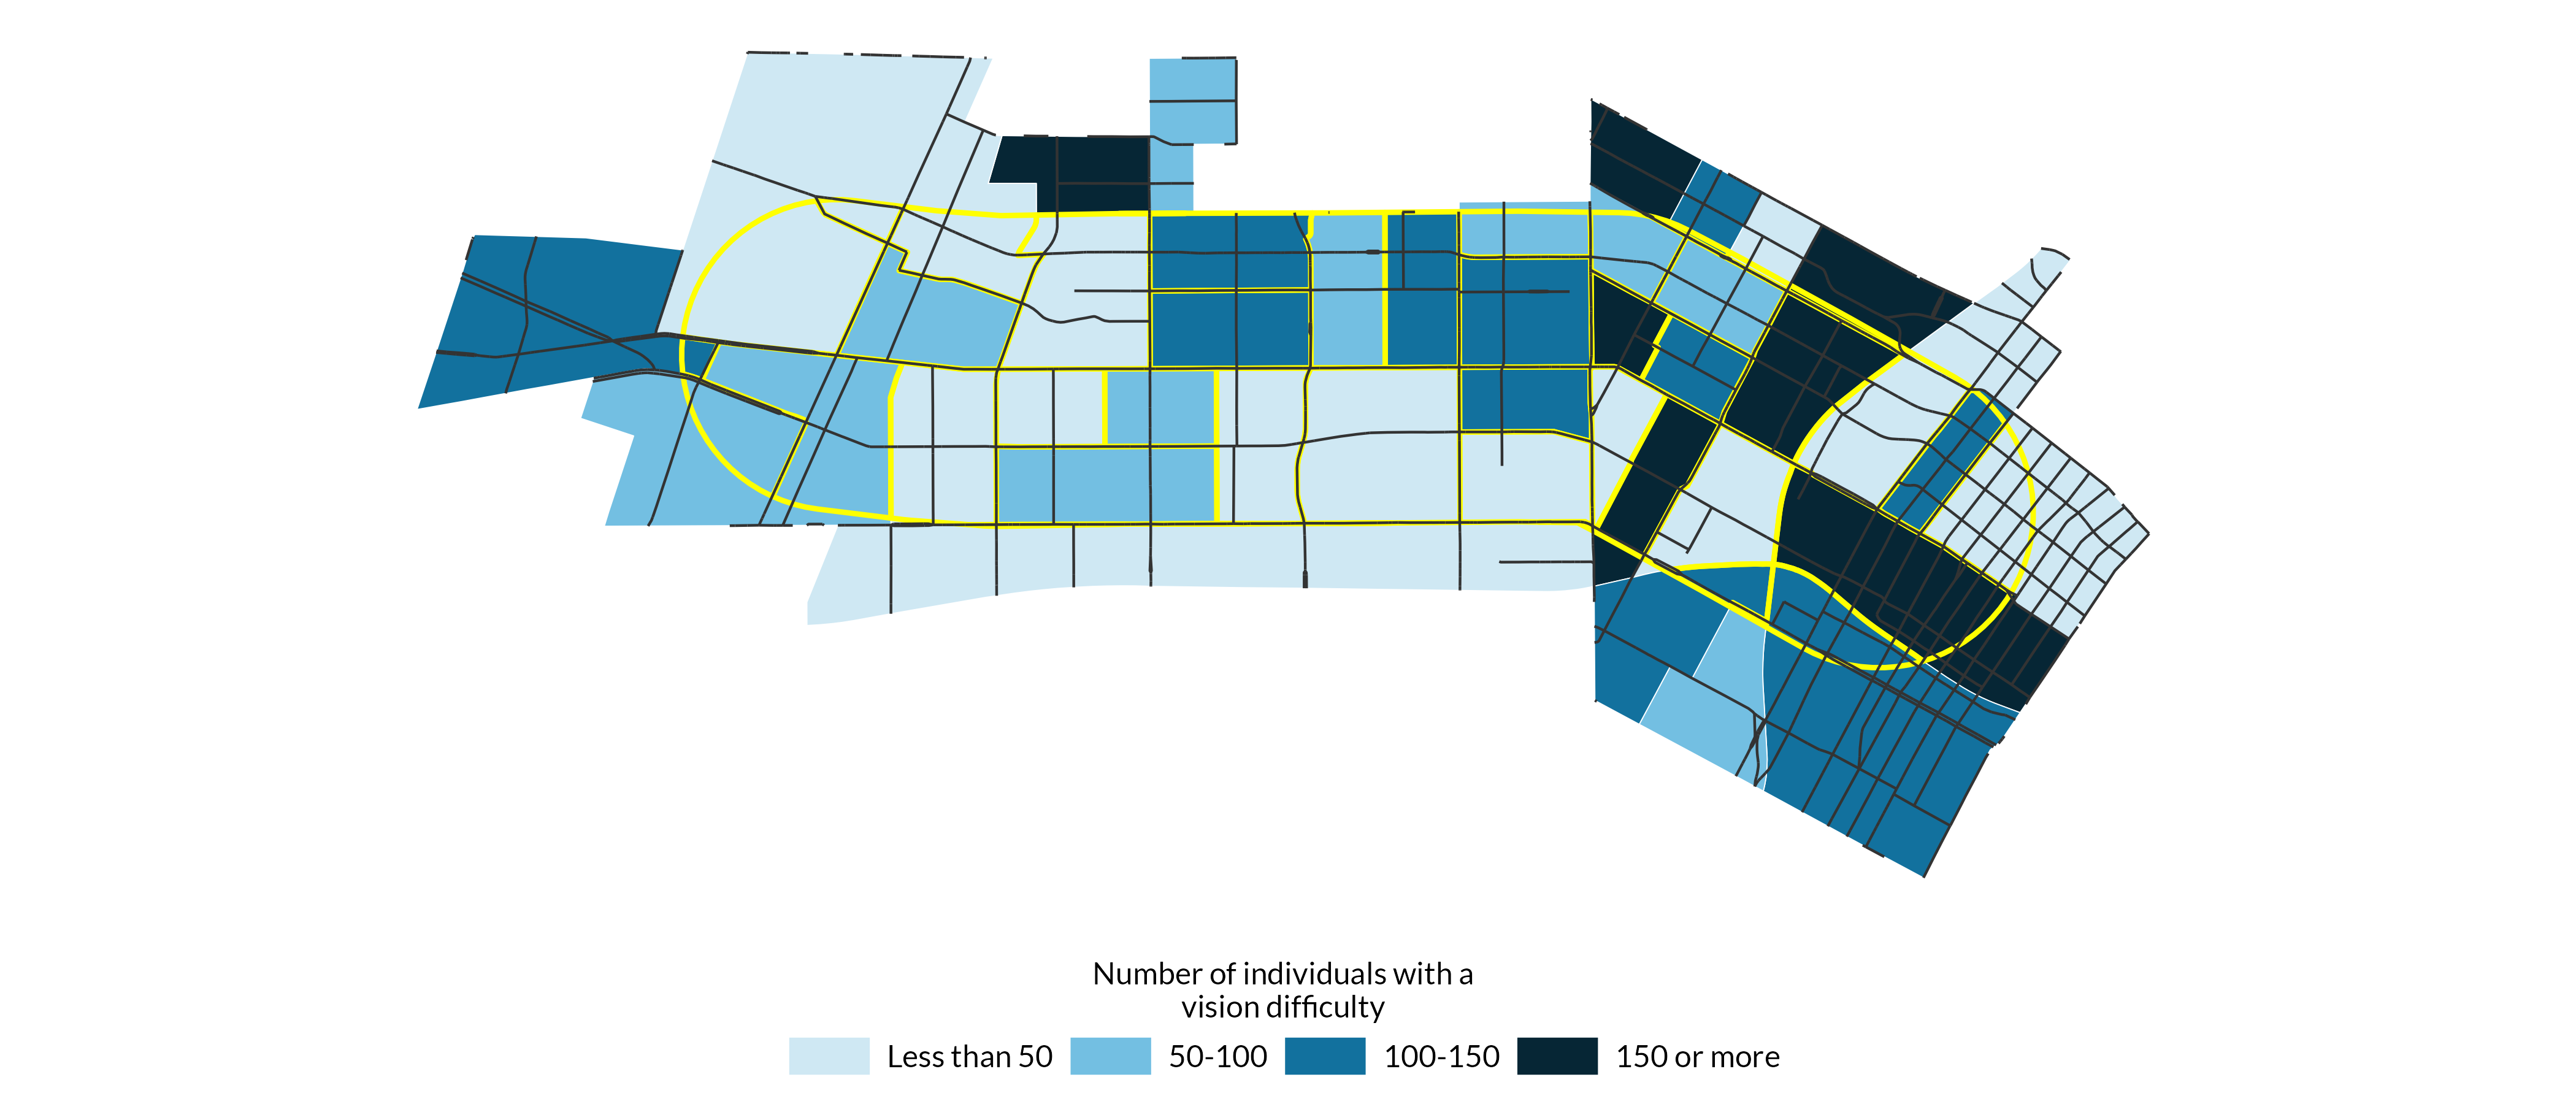 Number of individuals with a
vision difficulty
Less than 50 50-100 100-150 150 or more